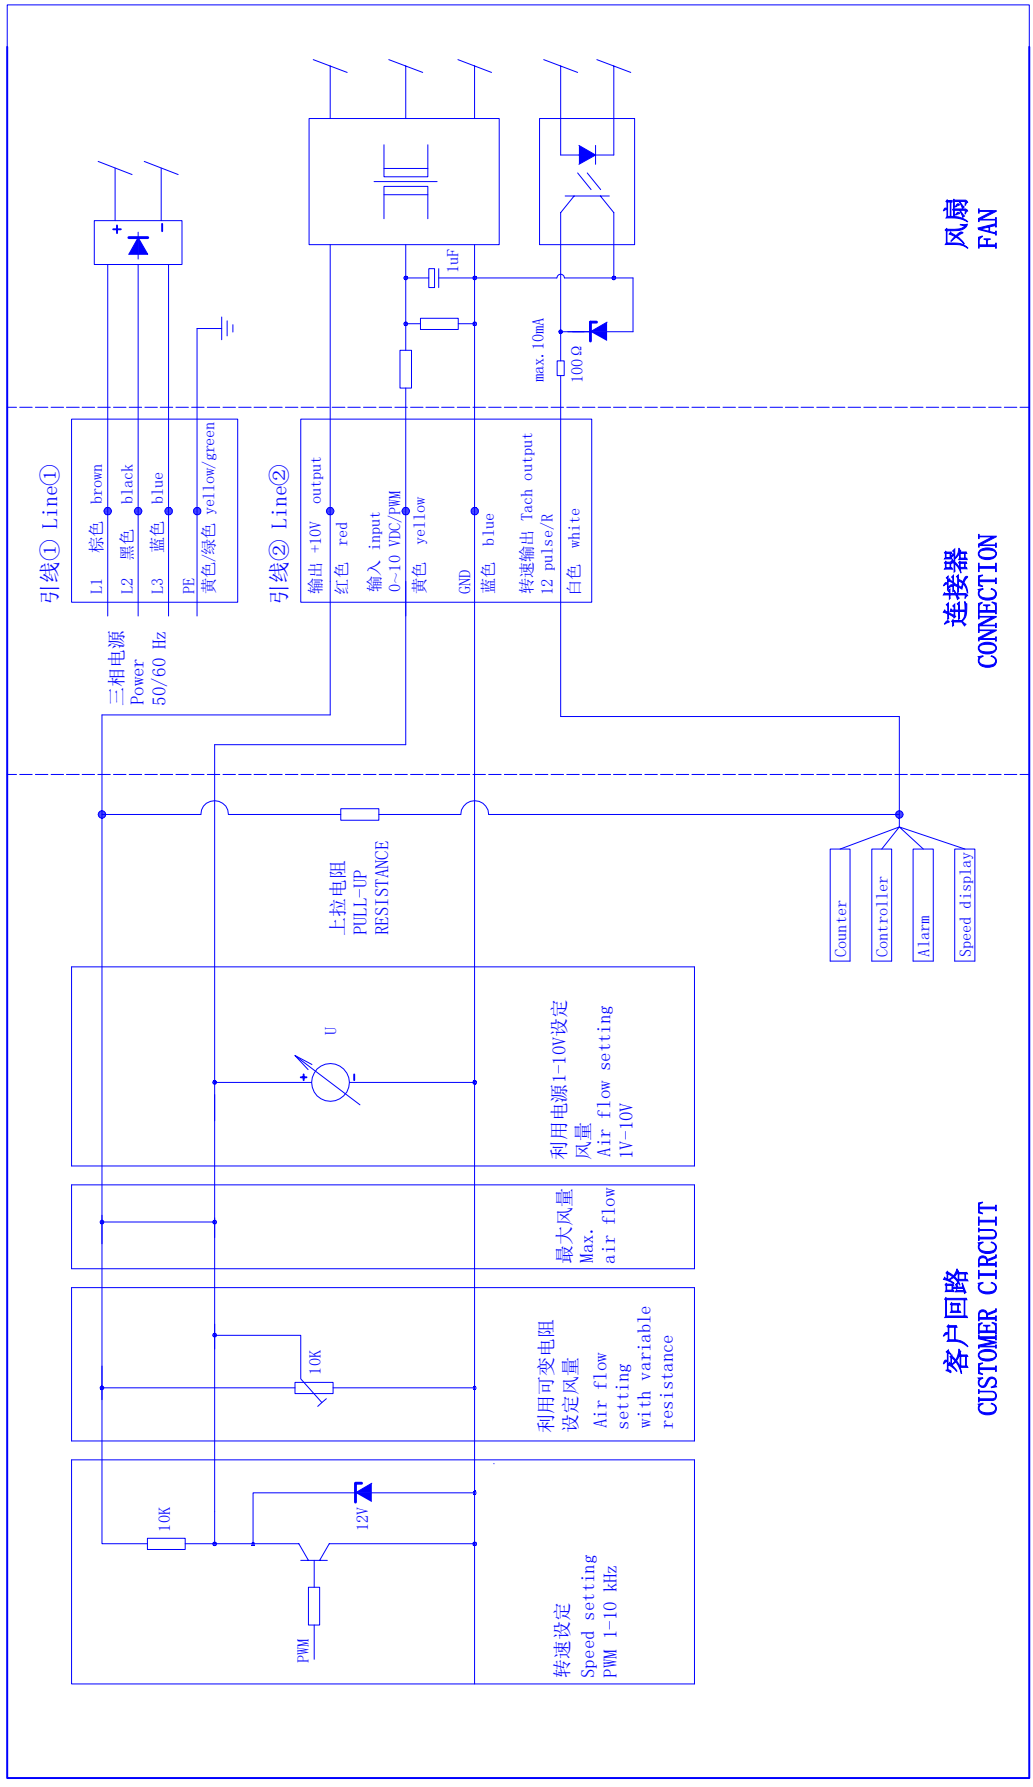 风扇
FAN
+
-
1uF
max.10mA
100Ω
连接器
CONNECTION
引线① Line①
L1 棕色 brown
L2 黑色 black
L3 蓝色 blue
PE
黄色/绿色 yellow/green
三相电源
Power
50/60 Hz
引线② Line②
输出 +10V output
红色 red
输入 input
0~10 VDC/PWM
黄色 yellow
GND
蓝色 blue
转速输出 Tach output
12 pulse/R
白色 white
客户回路
CUSTOMER CIRCUIT
上拉电阻
PULL-UP
RESISTANCE
Counter
Controller
Alarm
Speed display
U
+
-
利用电源1-10V设定
风量
Air flow setting
1V-10V
最大风量
Max.
air flow
10K
利用可变电阻
设定风量
Air flow
setting
with variable
resistance
10K
12V
PWM
转速设定
Speed setting
PWM 1-10 kHz